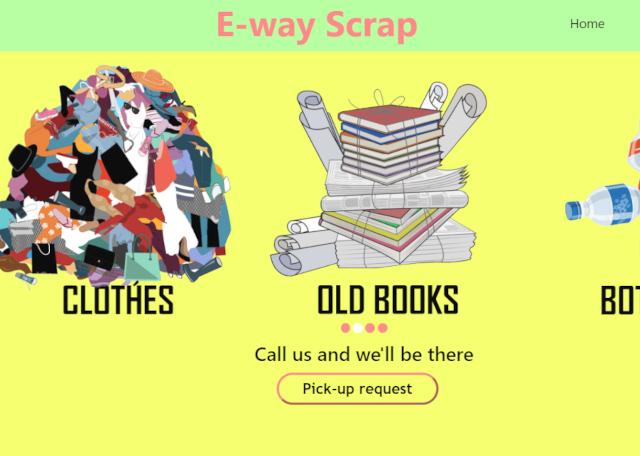 E-way Scrap
Home
CLOTHES
OLD BOOKS
Call us and we'll be there
Pick-up request